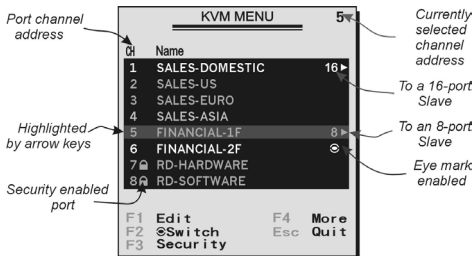 KVM MENU
5
CH Name
1 SALES-DOMESTIC 16
2 SALES-US
3 SALES-EURO
4 SALES-ASIA
5 FINANCIAL-1F 8
6 FINANCIAL-2F
7 RD-HARDWARE
8 RD-SOFTWARE
F1 Edit F4 More
F2 Switch Esc Quit
F3 Security
Port channel
address
Highlighted
by arrow keys
Security enabled
port
Currently
selected
channel
address
To a 16-port
Slave
To an 8-port
Slave
Eye mark
enabled